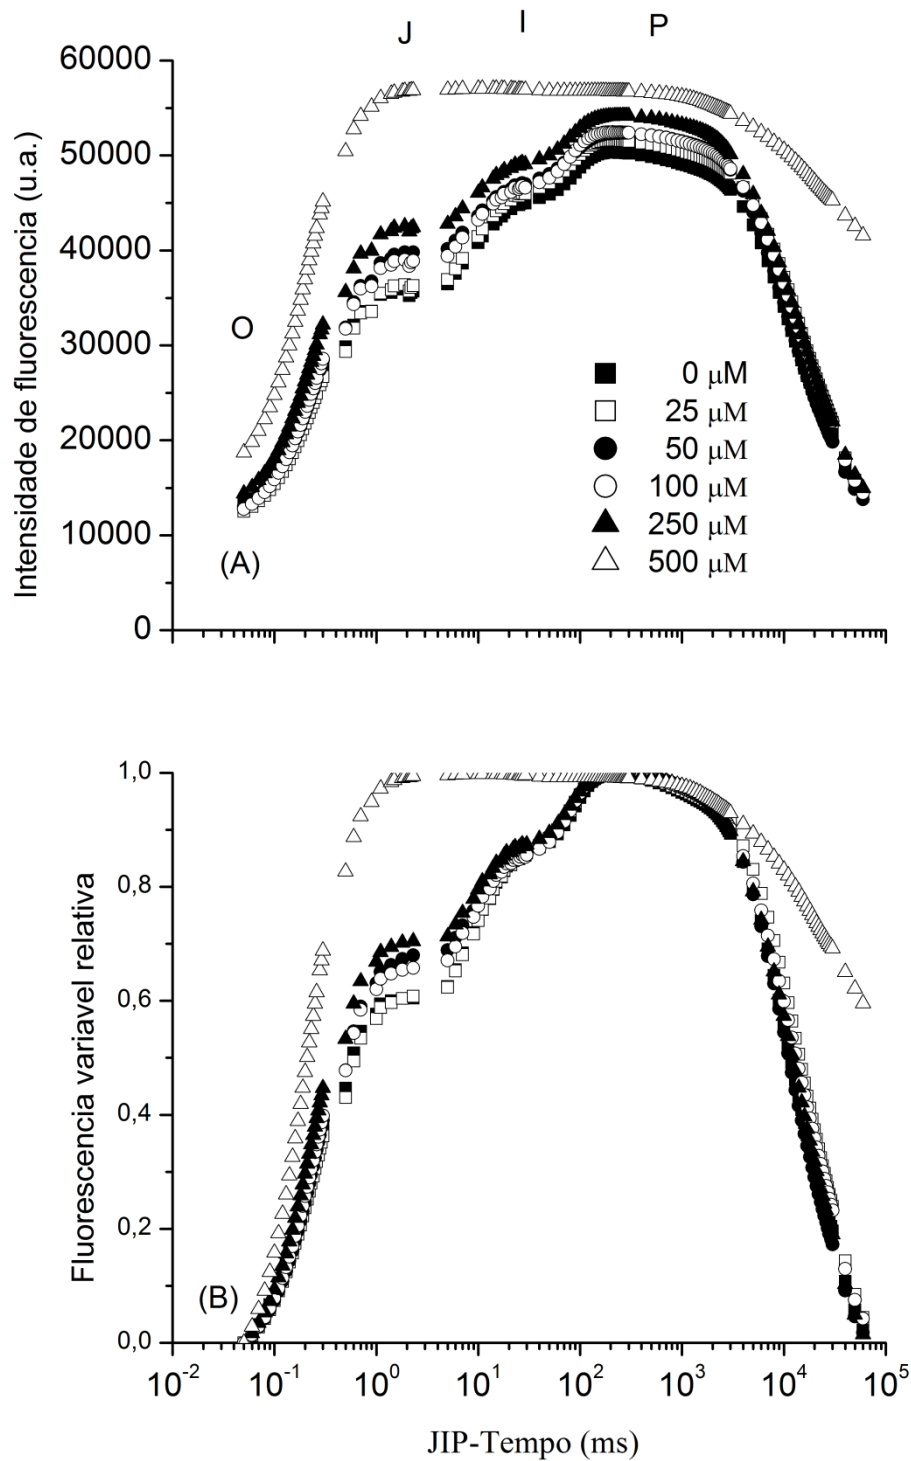 J I P
60000
50000
40000
30000
20000
10000
0
Intensidade de fluorescencia (u.a.)
O
(A)
0 μM
25 μM
50 μM
100 μM
250 μM
500 μM
1,0
0,8
0,6
0,4
0,2
0,0
Fluorescencia variavel relativa
(B)
10⁻² 10⁻¹ 10⁰ 10¹ 10² 10³ 10⁴ 10⁵
JIP-Tempo (ms)